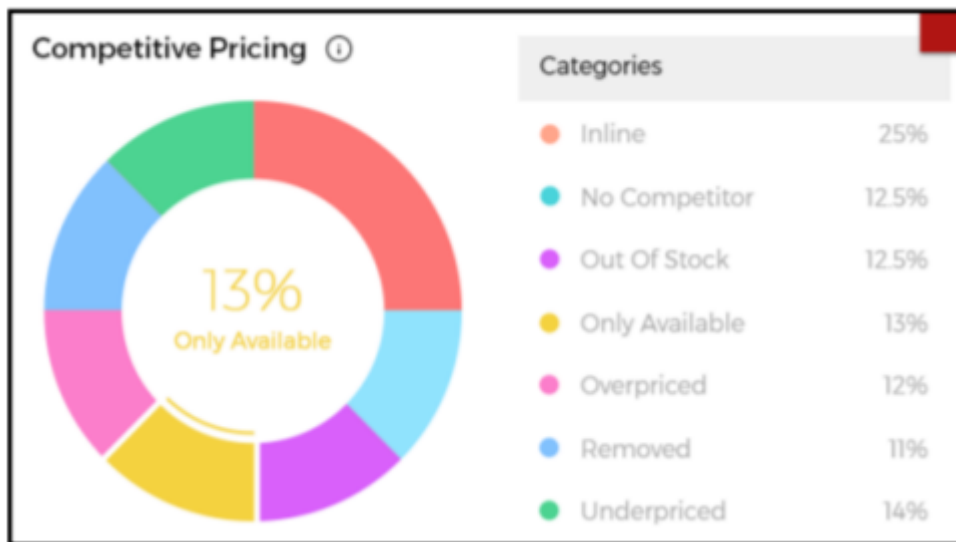 Competitive Pricing
13%
Only Available
Categories
Inline 25%
No Competitor 12.5%
Out Of Stock 12.5%
Only Available 13%
Overpriced 12%
Removed 11%
Underpriced 14%